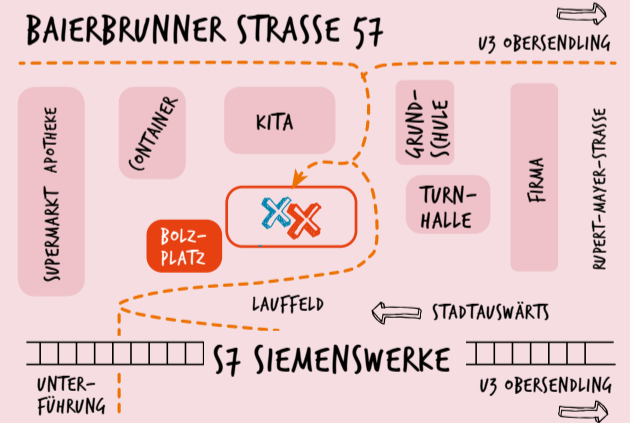 BAIERBRUNNER STRASSE 57
U3 OBERSENDLING
SUPERMARKT APOTHEKE
CONTAINER
KITA
GRUND-
SCHULE
TURN-
HALLE
FIRMA
RUPERT-MAYER-STRASSE
BOLZ-
PLATZ
LAUFFELD
STADTAUSWÄRTS
S7 SIEMENSWERKE
UNTER-
FÜHRUNG
U3 OBERSENDLING